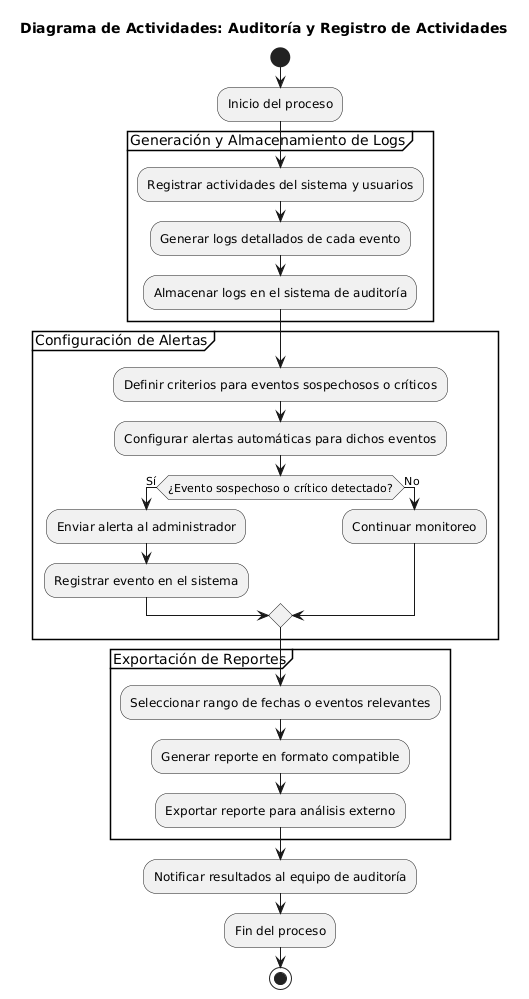 Diagrama de Actividades: Auditoría y Registro de Actividades
Inicio del proceso
Generación y Almacenamiento de Logs
Registrar actividades del sistema y usuarios
Generar logs detallados de cada evento
Almacenar logs en el sistema de auditoría
Configuración de Alertas
Definir criterios para eventos sospechosos o críticos
Configurar alertas automáticas para dichos eventos
¿Evento sospechoso o crítico detectado?
Sí
No
Enviar alerta al administrador
Continuar monitoreo
Registrar evento en el sistema
Exportación de Reportes
Seleccionar rango de fechas o eventos relevantes
Generar reporte en formato compatible
Exportar reporte para análisis externo
Notificar resultados al equipo de auditoría
Fin del proceso